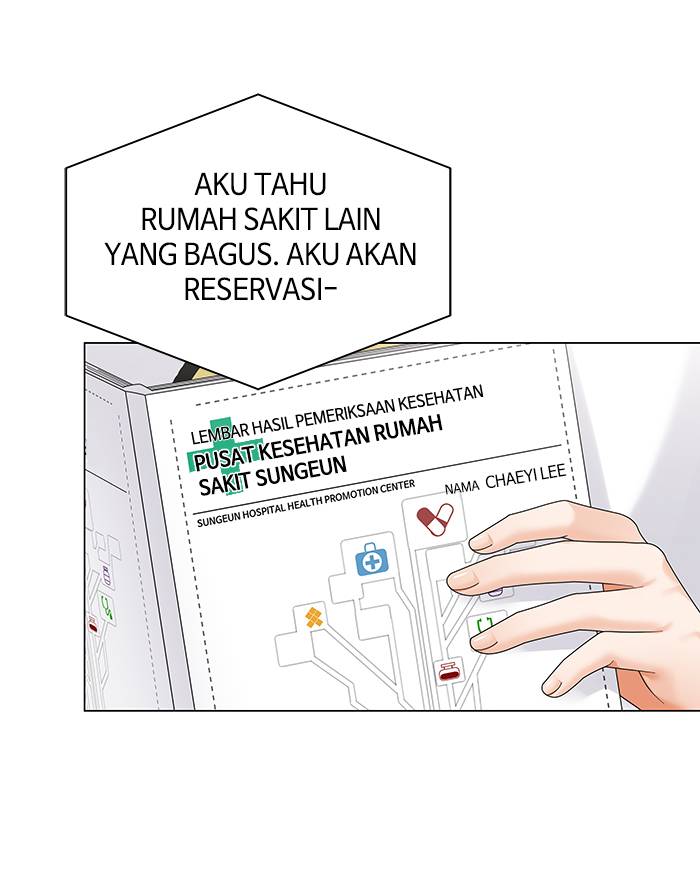 AKU TAHU
RUMAH SAKIT LAIN
YANG BAGUS. AKU AKAN
RESERVASI-
LEMBAR HASIL PEMERIKSAAN KESEHATAN
PUSAT KESEHATAN RUMAH
SAKIT SUNGEUN
SUNGEUN HOSPITAL HEALTH PROMOTION CENTER
NAMA CHAEYI LEE